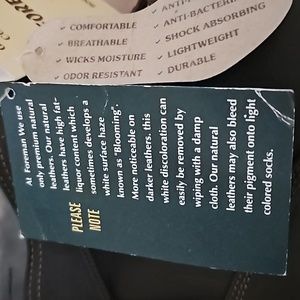 COMFORTABLE
BREATHABLE
WICKS MOISTURE
ODOR RESISTANT
SHOCK ABSORBING
LIGHTWEIGHT
DURABLE
PLEASE
NOTE
At Foreman We use
only premium natural
leathers. Our natural
leathers have high fat-
liquor content which
sometimes develops a
white surface haze
known as "Blooming".
More noticeable on
darker leathers, this
white discoloration can
easily be removed by
wiping with a damp
cloth. Our natural
leathers may also bleed
their pigment onto light
colored socks.